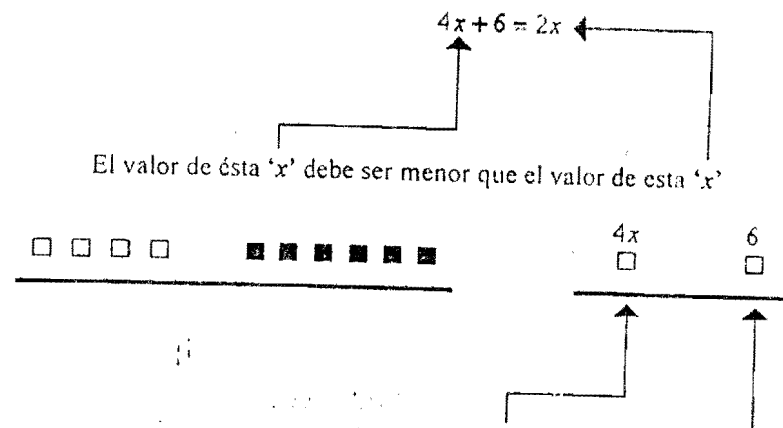 4x + 6 = 2x
El valor de ésta ‘x’ debe ser menor que el valor de esta ‘x’
4x 6